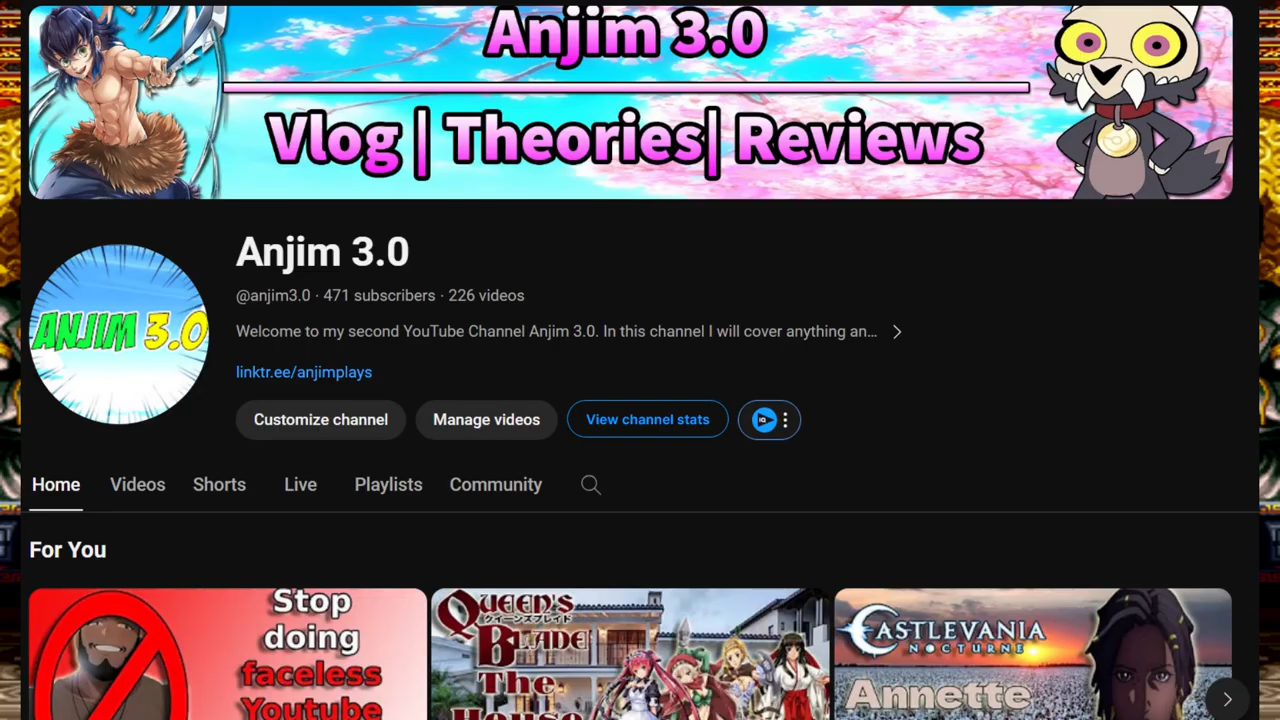 Anjim 3.0
Vlog | Theories| Reviews
ANJIM 3.0
Anjim 3.0
@anjim3.0 · 471 subscribers · 226 videos
Welcome to my second YouTube Channel Anjim 3.0. In this channel I will cover anything an...
linktr.ee/anjimplays
Customize channel
Manage videos
View channel stats
IQ
Home
Videos
Shorts
Live
Playlists
Community
For You
Stop
doing
faceless
Youtube
QUEEN'S
クイーンズブレイド
BLADE
The
House
CASTLEVANIA
NOCTURNE
Annette